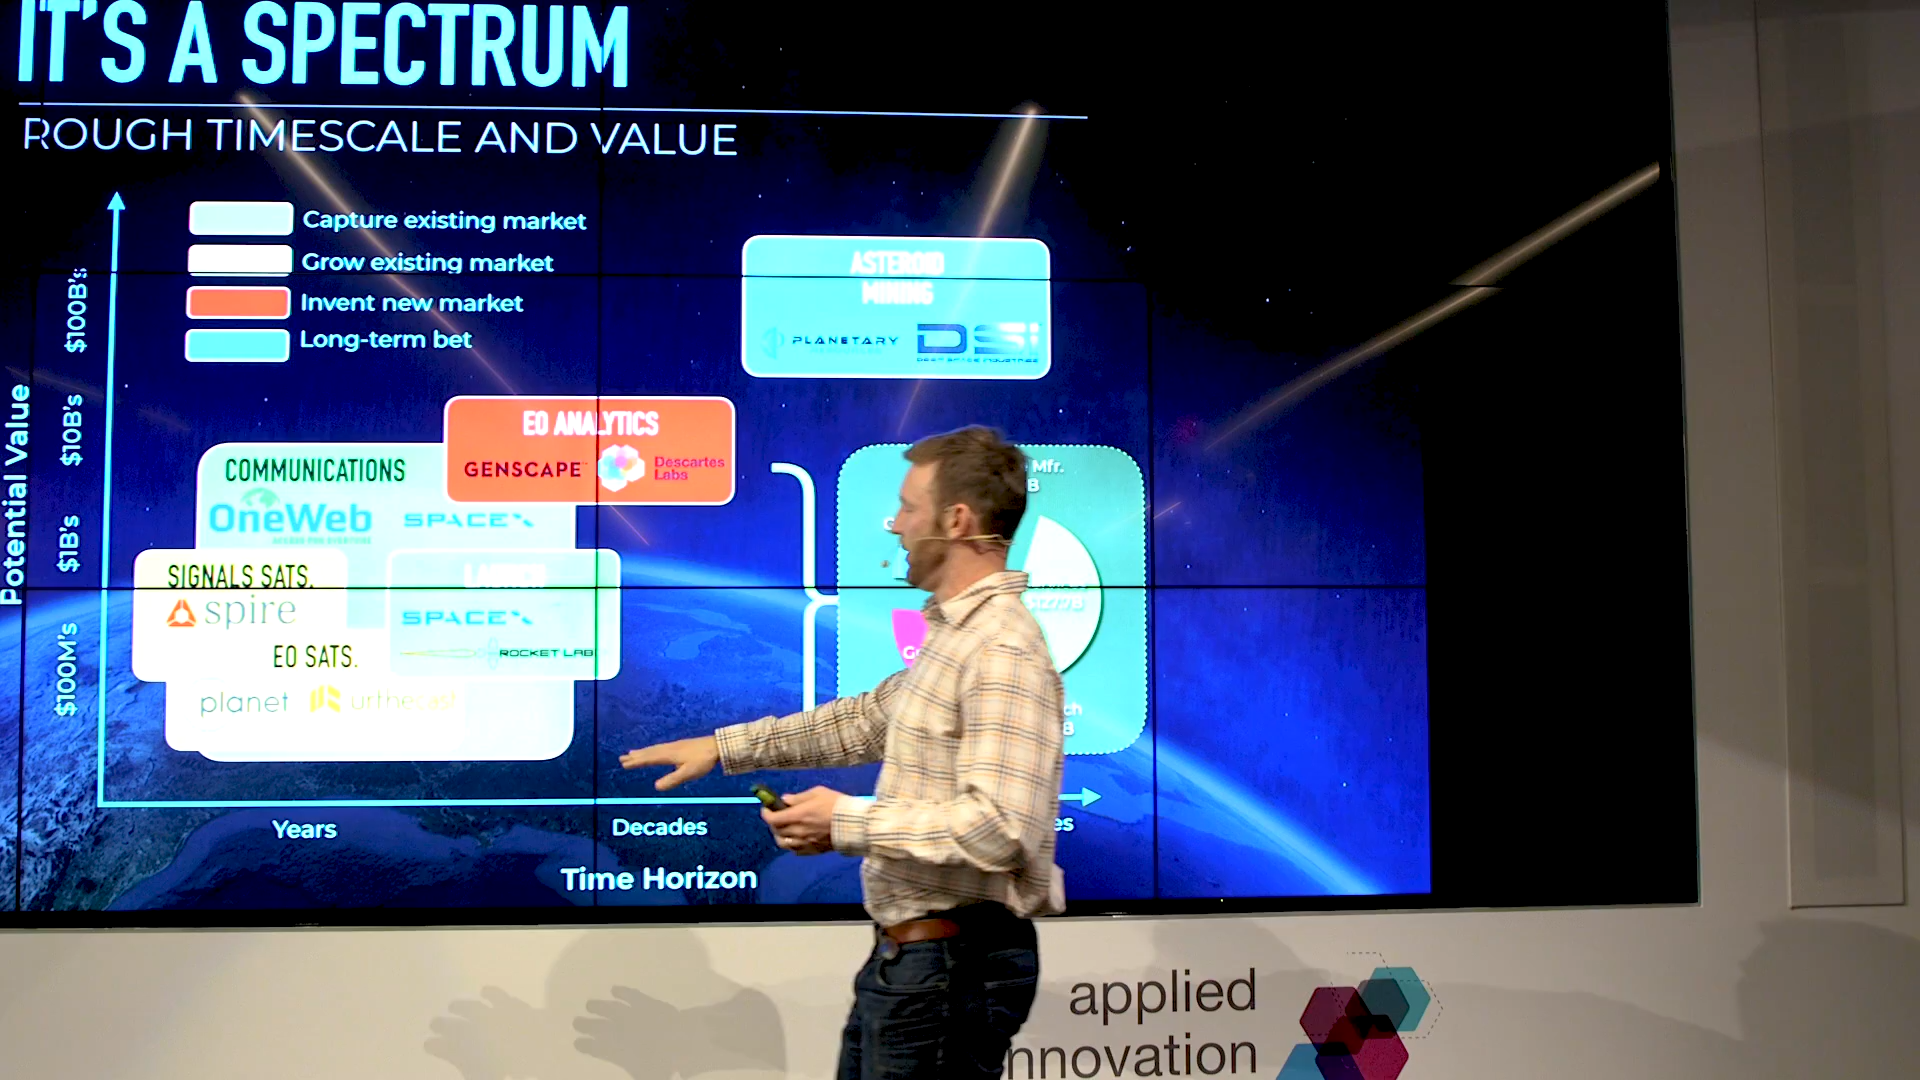 IT'S A SPECTRUM
ROUGH TIMESCALE AND VALUE
Capture existing market
Grow existing market
Invent new market
Long-term bet
Potential Value
$100B's
$10B's
$1B's
$100M's
ASTEROID
MINING
PLANETARY
DSI
EO ANALYTICS
GENSCAPE
Descartes
Labs
COMMUNICATIONS
OneWeb
SPACEX
SIGNALS SATS.
spire
LAUNCH
SPACEX
ROCKET LAB
EO SATS.
planet
urthecast
Mfr.
B
B
Years
Decades
Time Horizon
applied
nnovation